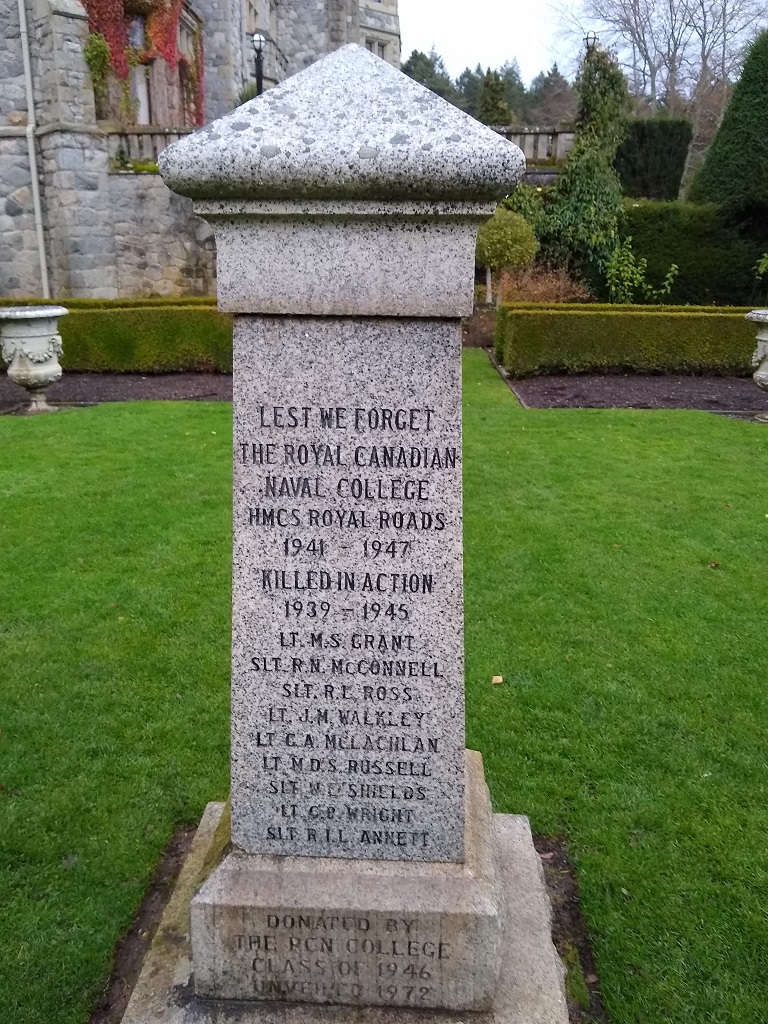 LEST WE FORGET
THE ROYAL CANADIAN
NAVAL COLLEGE
HMCS ROYAL ROADS
1941 - 1947
KILLED IN ACTION
1939 - 1945
LT. M.S. GRANT
SLT. R.N. McCONNELL
SLT. R.E. ROSS
LT. J.M. WALKLEY
LT C.A. McLACHLAN
LT M.D.S. RUSSELL
SLT W.E. SHIELDS
LT C.P. WRIGHT
SLT R.I.L. ANNETT
DONATED BY
THE RCN COLLEGE
CLASS OF 1946
UNVEILED 1972